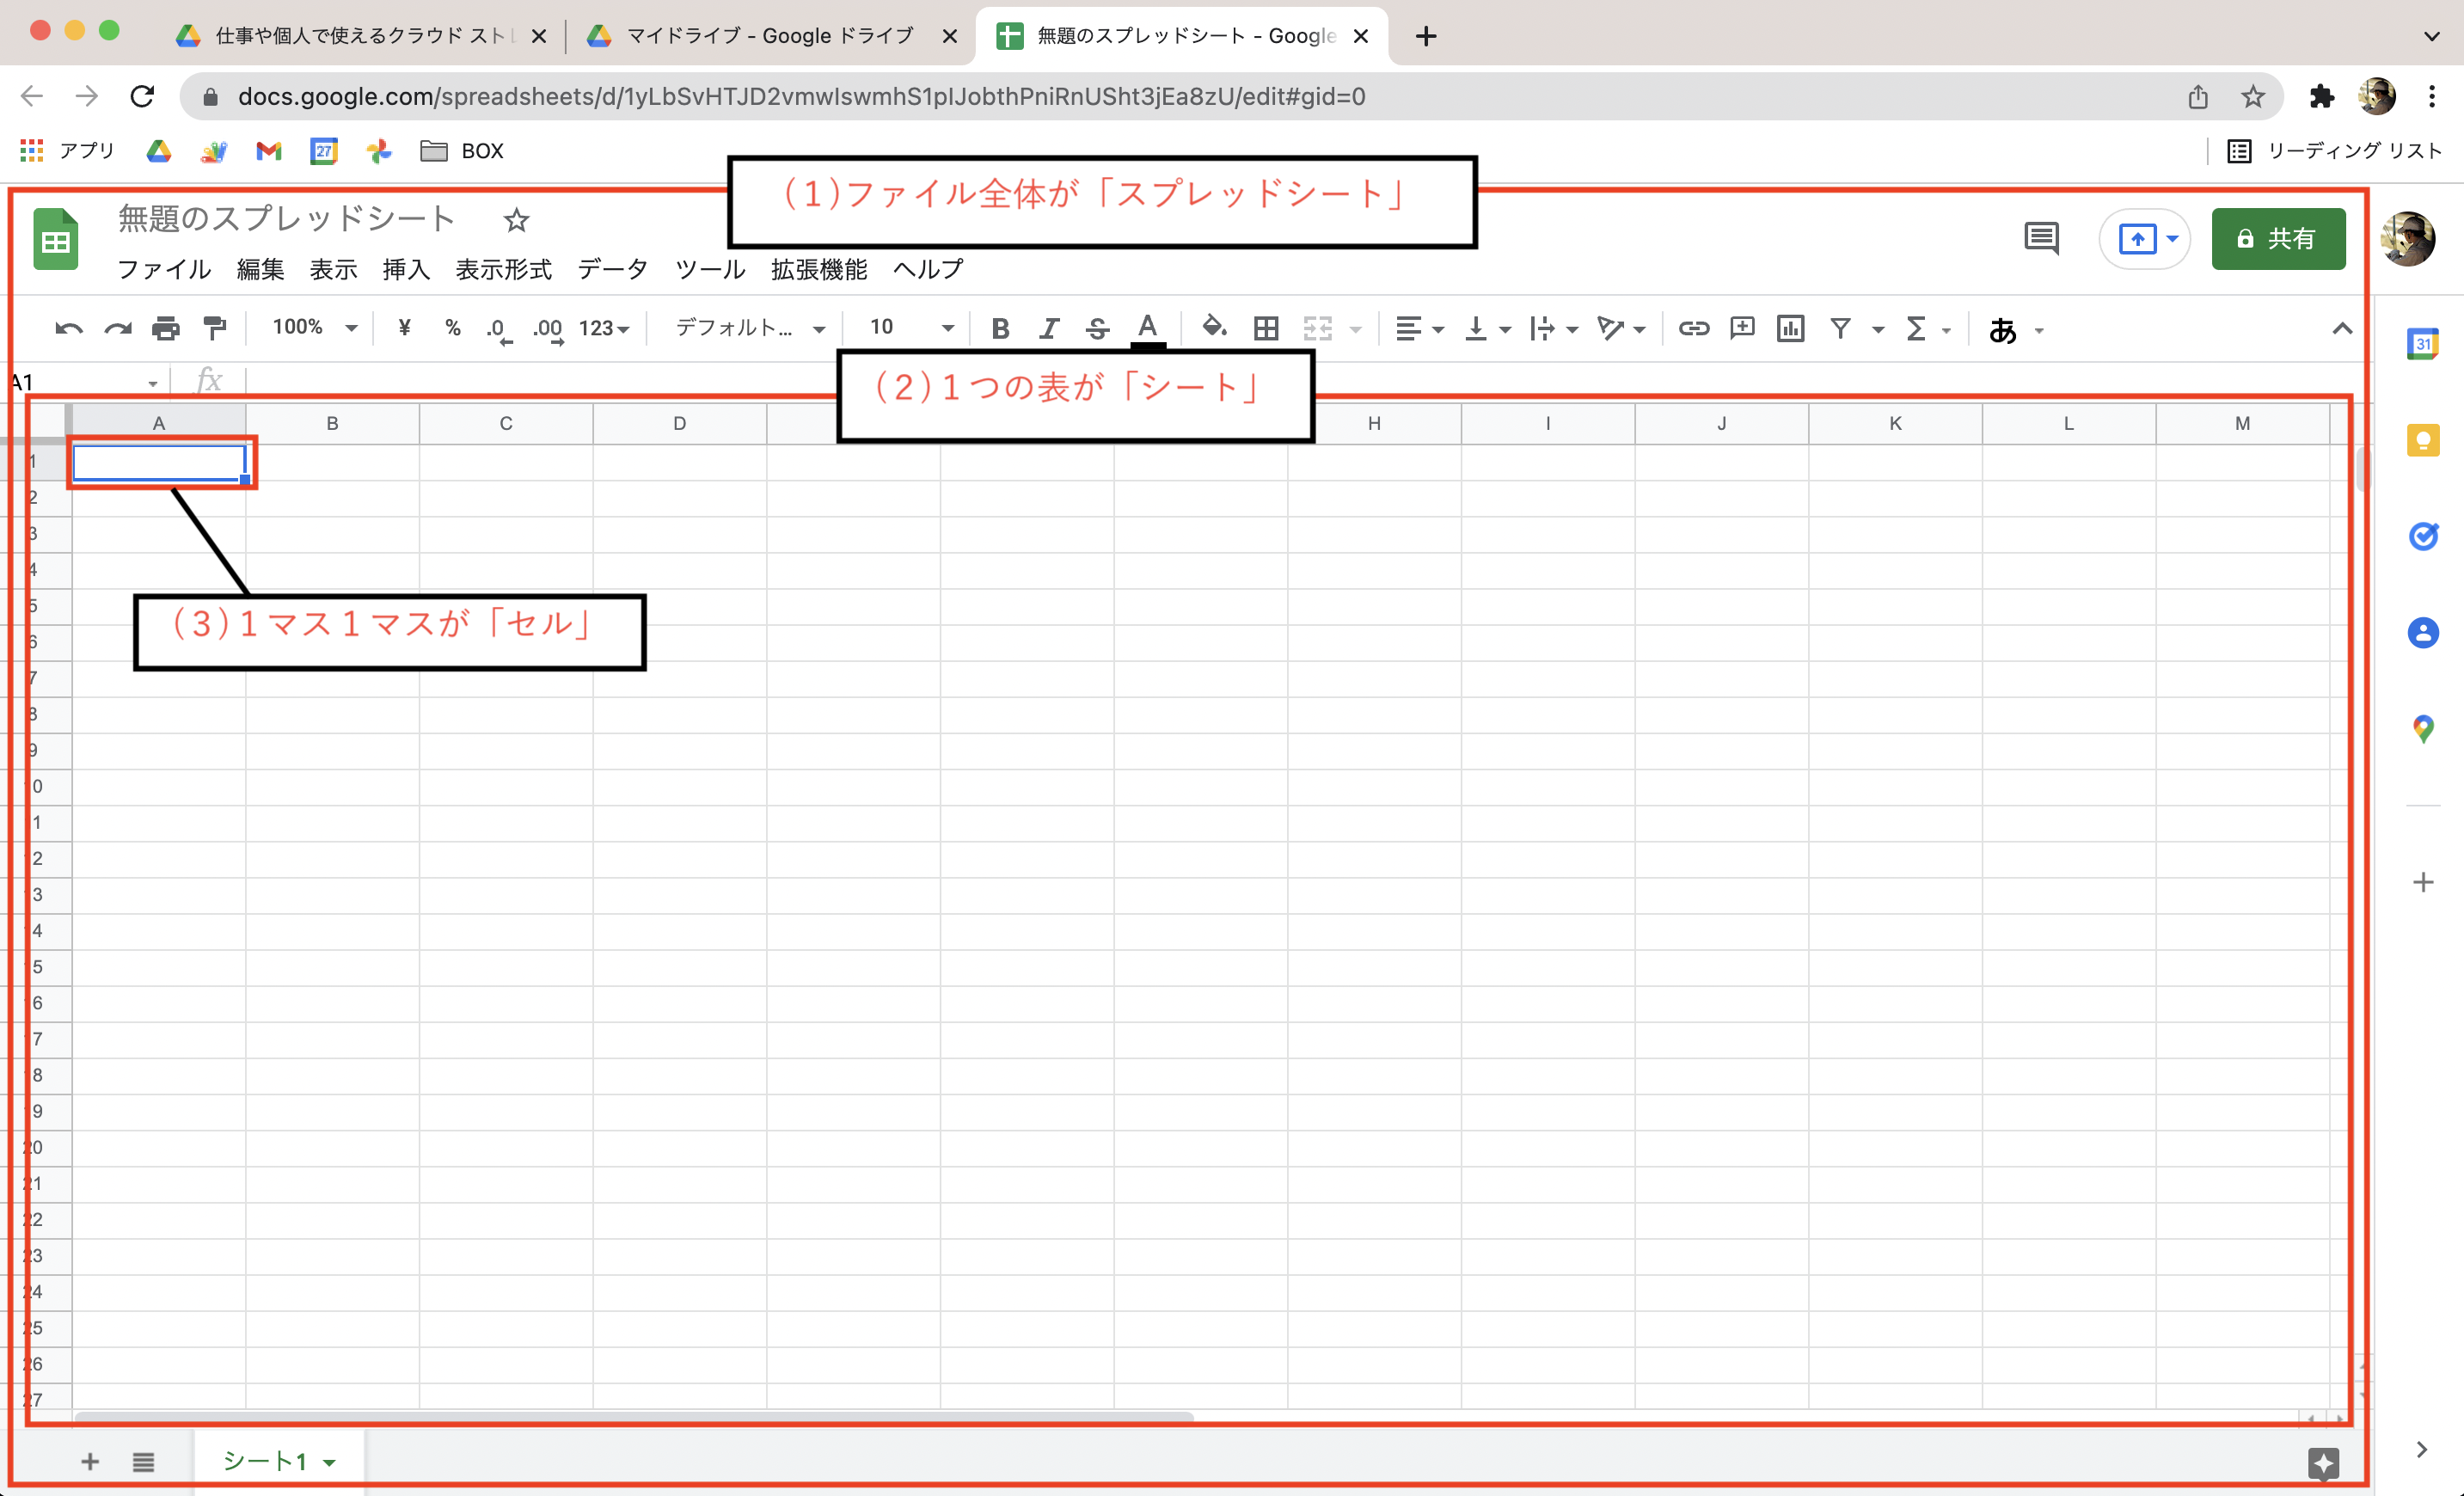 仕事や個人で使えるクラウド スト
マイドライブ - Google ドライブ
無題のスプレッドシート - Google
docs.google.com/spreadsheets/d/1yLbSvHTJD2vmwIswmhS1pIJobthPniRnUSht3jEa8zU/edit#gid=0
アプリ
27
BOX
リーディング リスト
(1)ファイル全体が「スプレッドシート」
無題のスプレッドシート
共有
ファイル 編集 表示 挿入 表示形式 データ ツール 拡張機能 ヘルプ
100% ¥ % .0 .00 123 デフォルト... 10 B I S A あ
31
(2)1つの表が「シート」
A1 fx
A B C D H I J K L M
1
2
3
4
5
(3)1マス1マスが「セル」
6
7
8
9
10
11
12
13
14
15
16
17
18
19
20
21
22
23
24
25
26
27
シート1